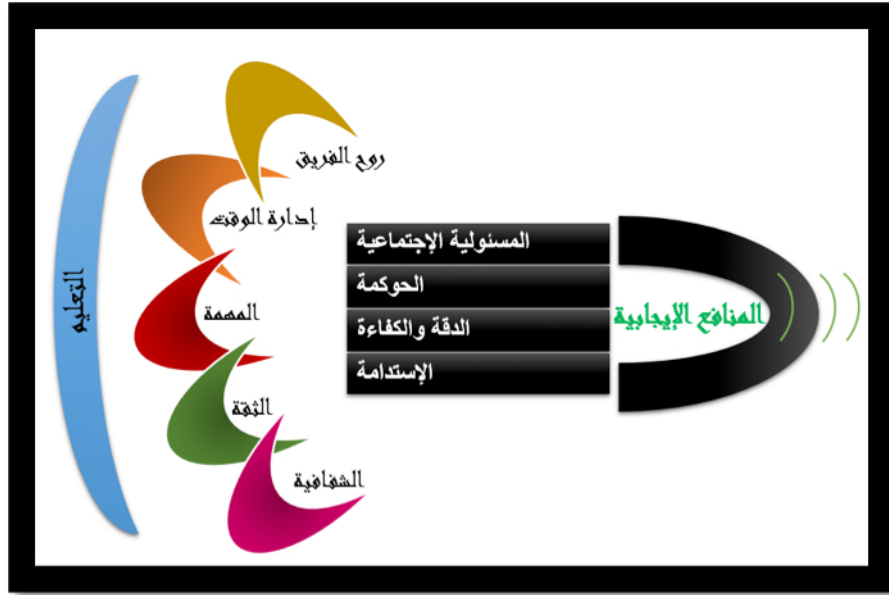 روح الفريق
إدارة الوقت
المهمة
الثقة
الشفافية
التعليم
المسئولية الإجتماعية
الحوكمة
الدقة والكفاءة
الإستدامة
المنافع الإيجابية